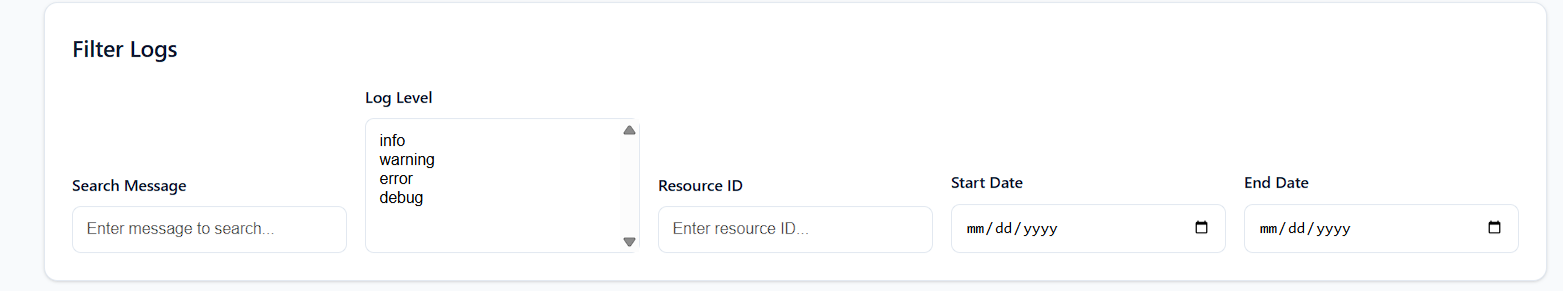 Filter Logs
Log Level
info
warning
error
debug
Search Message
Resource ID
Start Date
End Date
Enter message to search...
Enter resource ID...
mm/dd/yyyy
mm/dd/yyyy